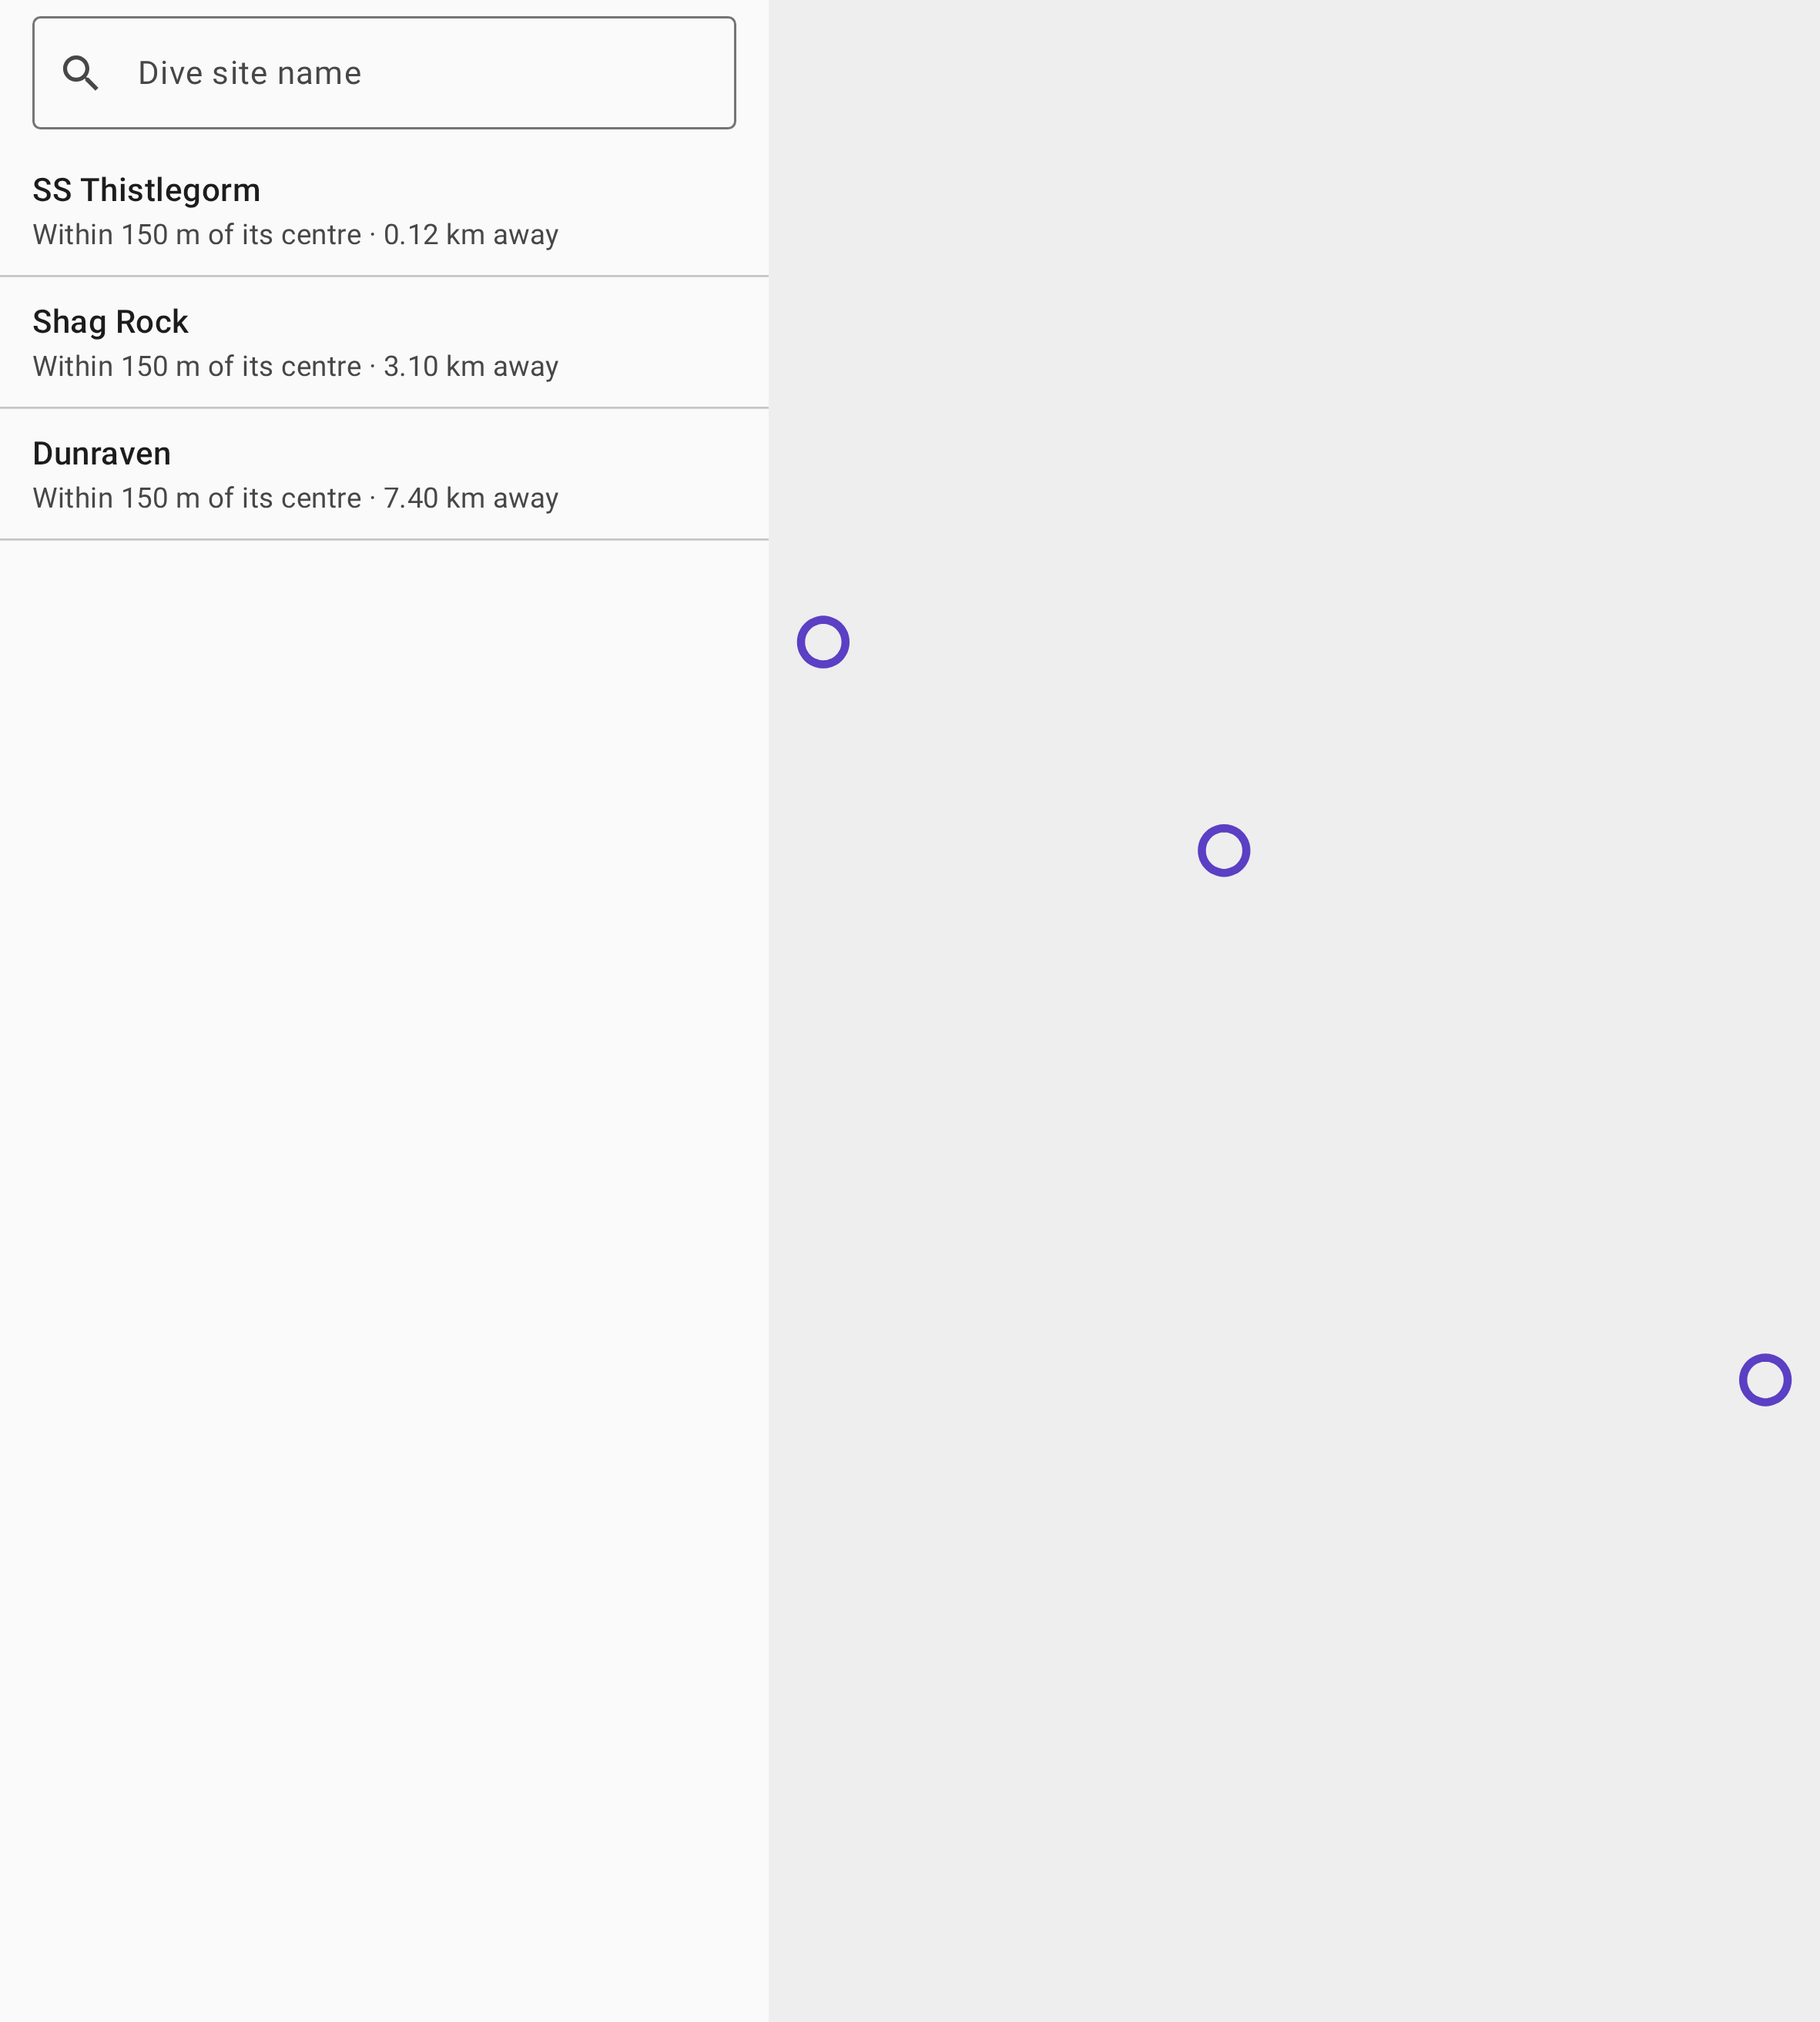 Dive site name
SS Thistlegorm
Within 150 m of its centre · 0.12 km away
Shag Rock
Within 150 m of its centre · 3.10 km away
Dunraven
Within 150 m of its centre · 7.40 km away